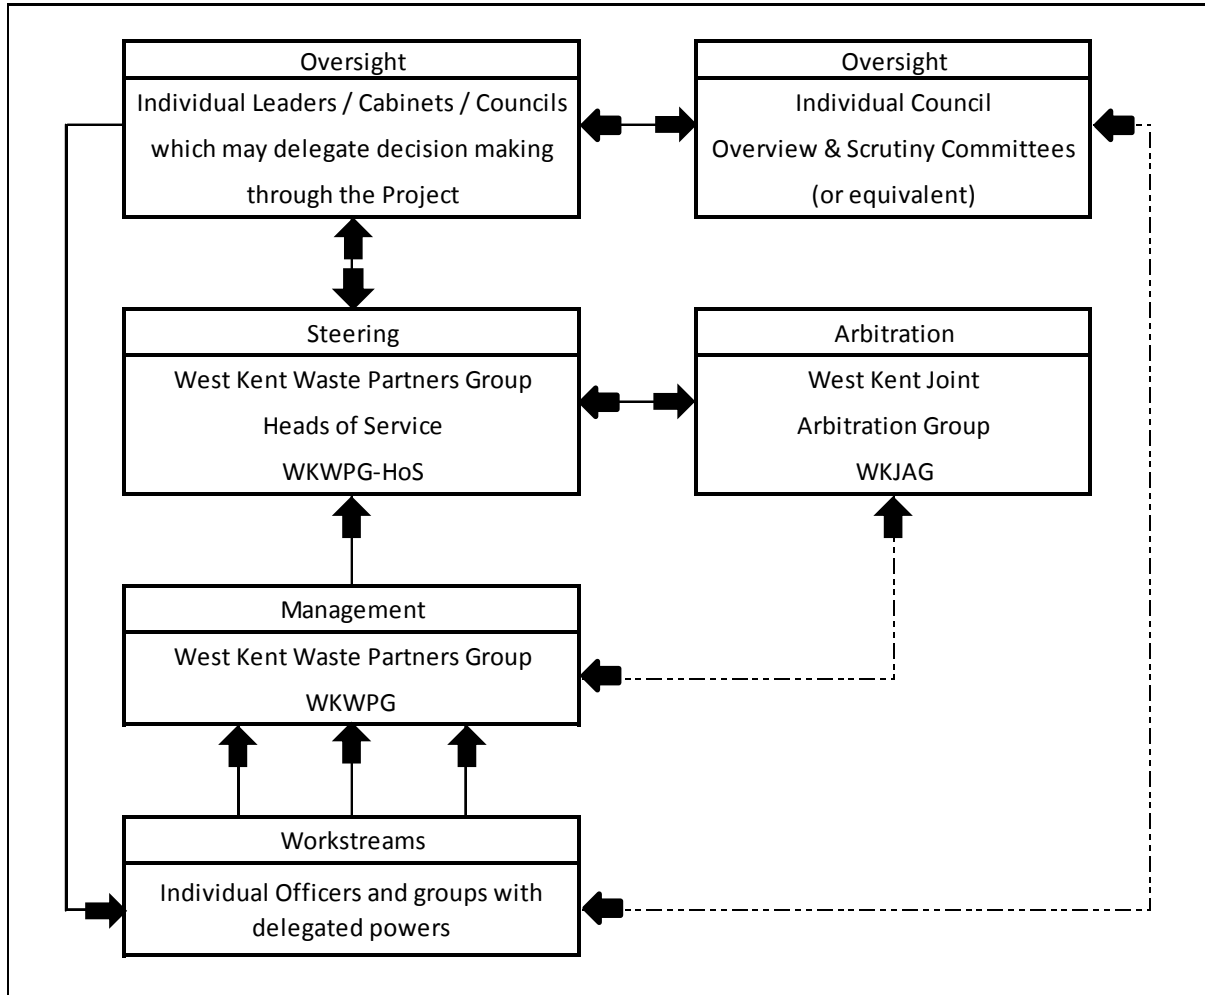 Oversight
Individual Leaders / Cabinets / Councils
which may delegate decision making
through the Project
Oversight
Individual Council
Overview & Scrutiny Committees
(or equivalent)
Steering
West Kent Waste Partners Group
Heads of Service
WKWPG-HoS
Arbitration
West Kent Joint
Arbitration Group
WKJAG
Management
West Kent Waste Partners Group
WKWPG
Workstreams
Individual Officers and groups with
delegated powers